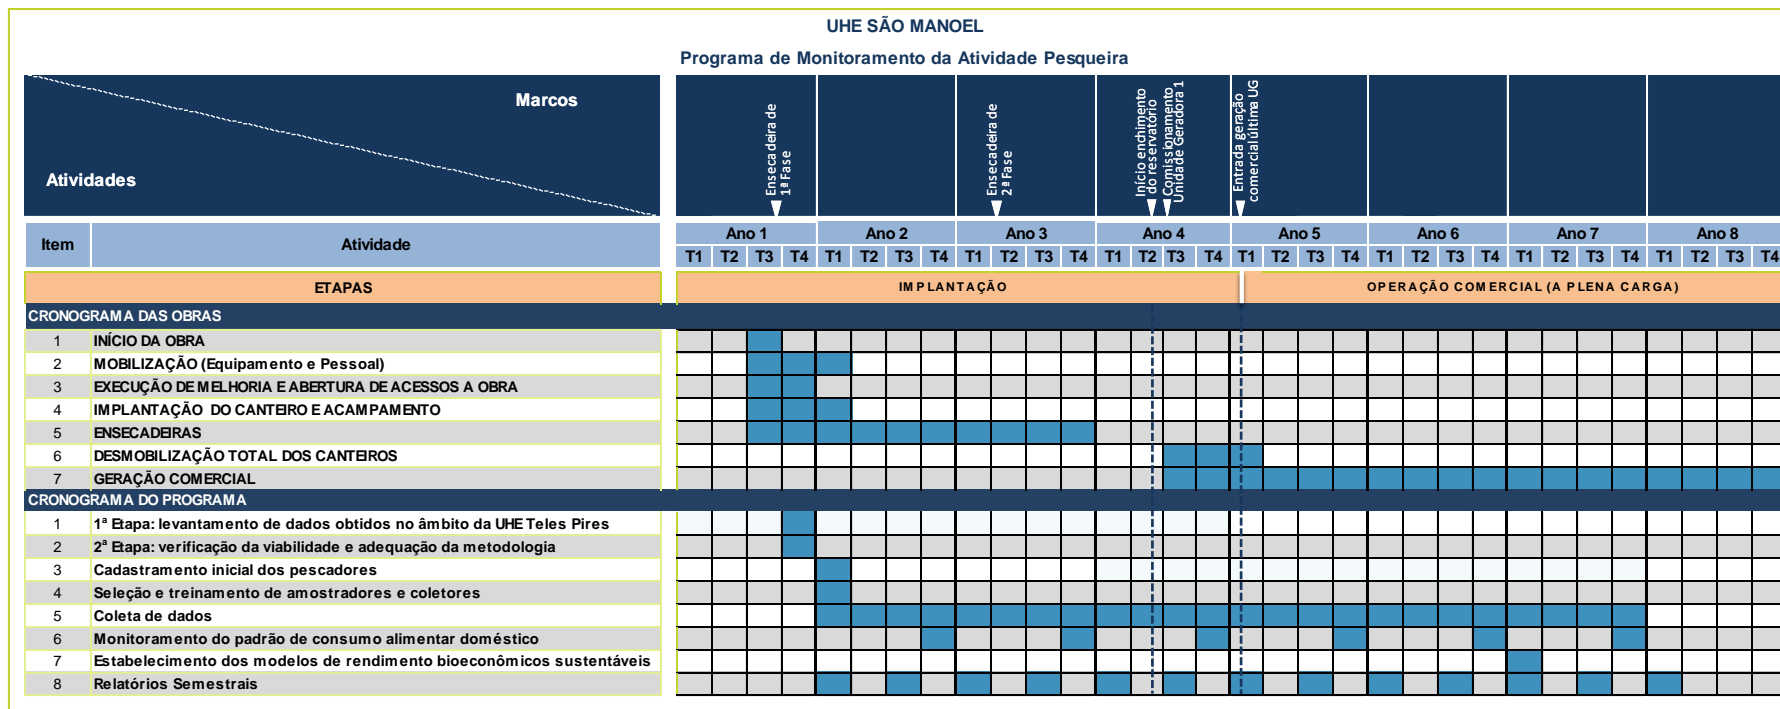 UHE SÃO MANOEL
Programa de Monitoramento da Atividade Pesqueira
Marcos
Atividades
Ensecadeira de
1ª Fase
Ensecadeira de
2ª Fase
Início enchimento
do reservatório
Comissionamento
Unidade Geradora 1
Entrada geração
comercial última UG
Item Atividade Ano 1 Ano 2 Ano 3 Ano 4 Ano 5 Ano 6 Ano 7 Ano 8
T1 T2 T3 T4 T1 T2 T3 T4 T1 T2 T3 T4 T1 T2 T3 T4 T1 T2 T3 T4 T1 T2 T3 T4 T1 T2 T3 T4 T1 T2 T3 T4
ETAPAS IMPLANTAÇÃO OPERAÇÃO COMERCIAL (A PLENA CARGA)
CRONOGRAMA DAS OBRAS
1 INÍCIO DA OBRA
2 MOBILIZAÇÃO (Equipamento e Pessoal)
3 EXECUÇÃO DE MELHORIA E ABERTURA DE ACESSOS A OBRA
4 IMPLANTAÇÃO DO CANTEIRO E ACAMPAMENTO
5 ENSECADEIRAS
6 DESMOBILIZAÇÃO TOTAL DOS CANTEIROS
7 GERAÇÃO COMERCIAL
CRONOGRAMA DO PROGRAMA
1 1ª Etapa: levantamento de dados obtidos no âmbito da UHE Teles Pires
2 2ª Etapa: verificação da viabilidade e adequação da metodologia
3 Cadastramento inicial dos pescadores
4 Seleção e treinamento de amostradores e coletores
5 Coleta de dados
6 Monitoramento do padrão de consumo alimentar doméstico
7 Estabelecimento dos modelos de rendimento bioeconômicos sustentáveis
8 Relatórios Semestrais